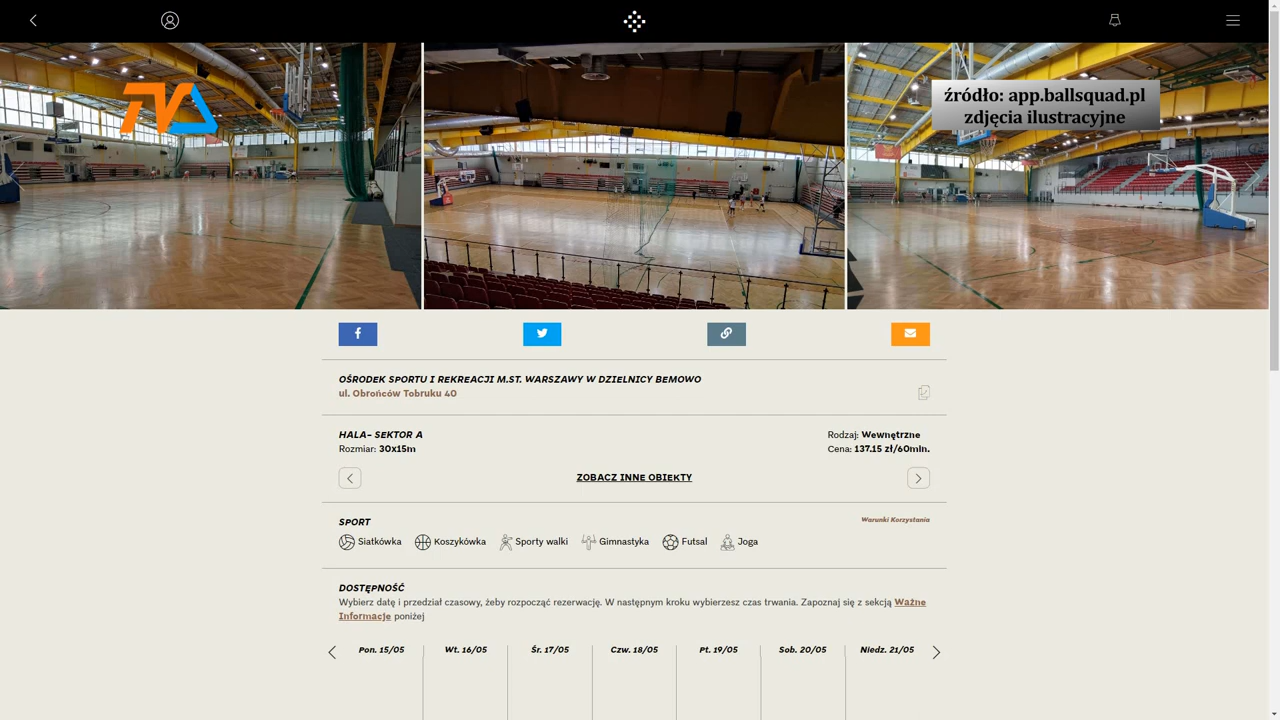 TVA
źródło: app.ballsquad.pl
zdjęcia ilustracyjne
OŚRODEK SPORTU I REKREACJI M.ST. WARSZAWY W DZIELNICY BEMOWO
ul. Obrońców Tobruku 40
HALA- SEKTOR A
Rodzaj: Wewnętrzne
Rozmiar: 30x15m
Cena: 137.15 zł/60min.
ZOBACZ INNE OBIEKTY
SPORT
Warunki Korzystania
Siatkówka Koszykówka Sporty walki Gimnastyka Futsal Joga
DOSTĘPNOŚĆ
Wybierz datę i przedział czasowy, żeby rozpocząć rezerwację. W następnym kroku wybierzesz czas trwania. Zapoznaj się z sekcją Ważne
Informacje poniżej
Pon. 15/05 Wt. 16/05 Śr. 17/05 Czw. 18/05 Pt. 19/05 Sob. 20/05 Niedz. 21/05